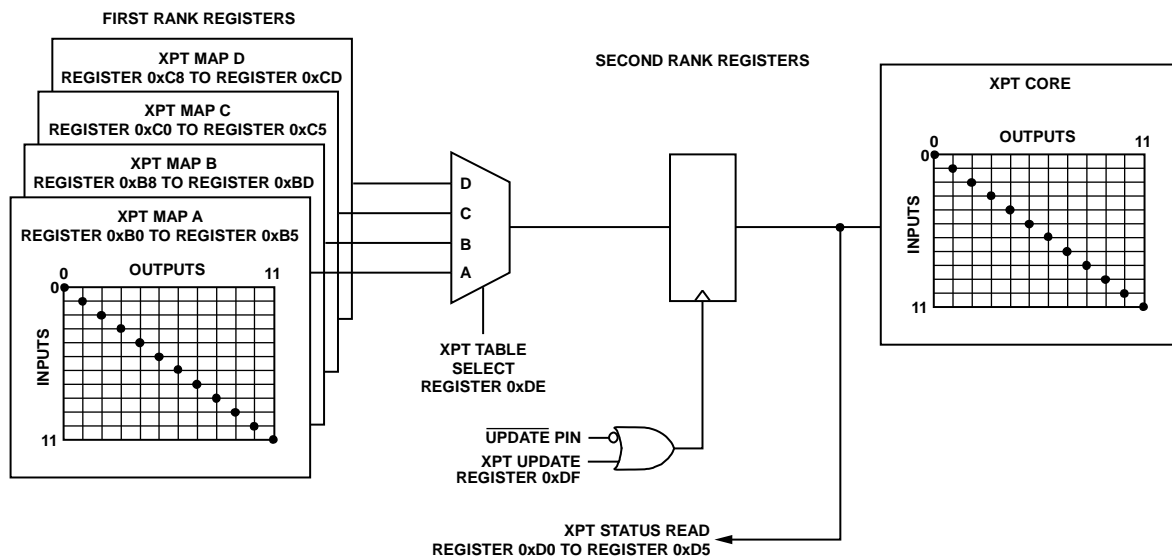 FIRST RANK REGISTERS
XPT MAP D
REGISTER 0xC8 TO REGISTER 0xCD
XPT MAP C
REGISTER 0xC0 TO REGISTER 0xC5
XPT MAP B
REGISTER 0xB8 TO REGISTER 0xBD
XPT MAP A
REGISTER 0xB0 TO REGISTER 0xB5
OUTPUTS
0
11
0
INPUTS
11
D
C
B
A
XPT TABLE
SELECT
REGISTER 0xDE
SECOND RANK REGISTERS
UPDATE PIN
XPT UPDATE
REGISTER 0xDF
XPT STATUS READ
REGISTER 0xD0 TO REGISTER 0xD5
XPT CORE
0
OUTPUTS
11
0
INPUTS
11